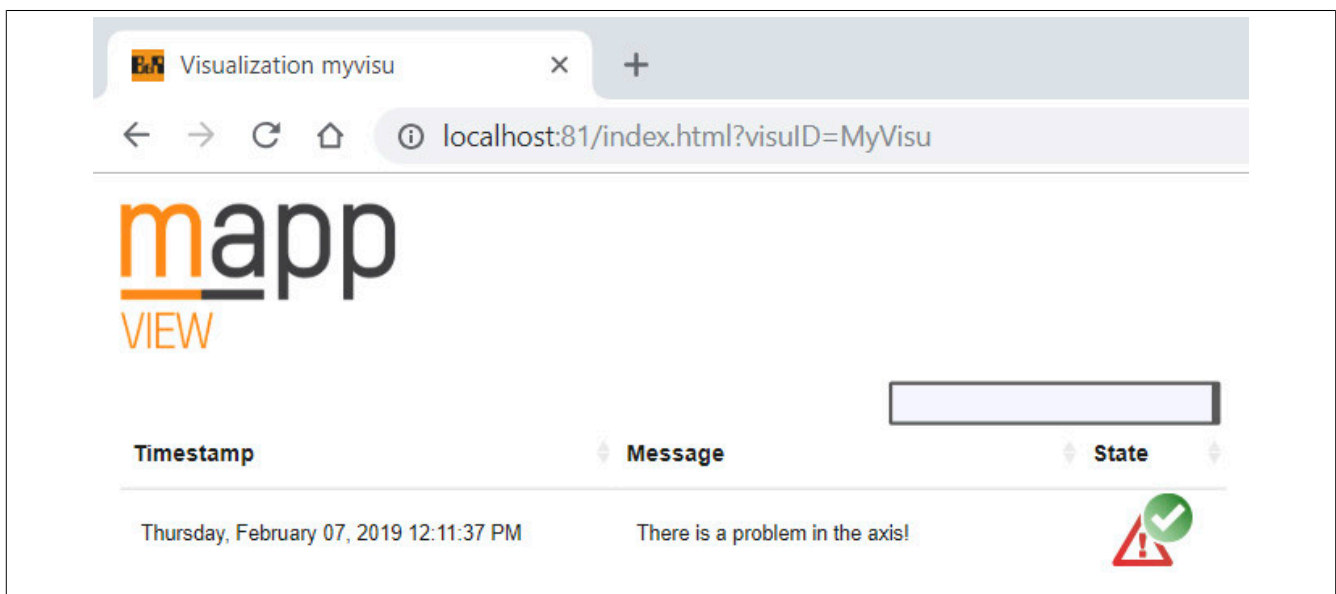 B&R Visualization myvisu
localhost:81/index.html?visuID=MyVisu
mapp
VIEW
Timestamp Message State
Thursday, February 07, 2019 12:11:37 PM There is a problem in the axis!